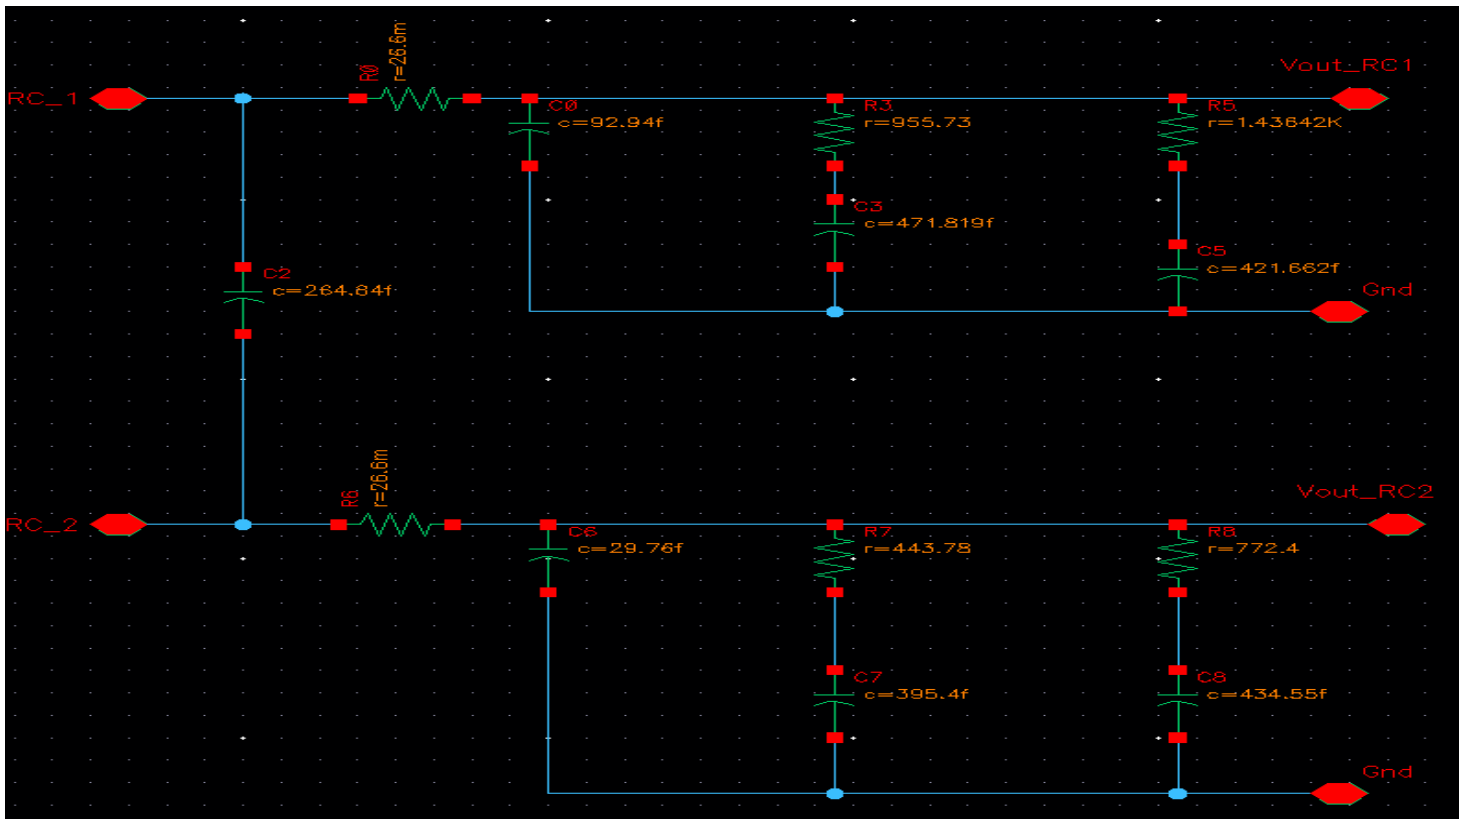 RC_1
R0
r=26.6m
C0
c=92.94f
R3
r=955.73
R5
r=1.43642K
Vout_RC1
C3
c=471.819f
C5
c=421.662f
Gnd
C2
c=264.64f
RC_2
R6
r=26.6m
C6
c=29.76f
R7
r=443.78
R8
r=772.4
Vout_RC2
C7
c=395.4f
C8
c=434.55f
Gnd